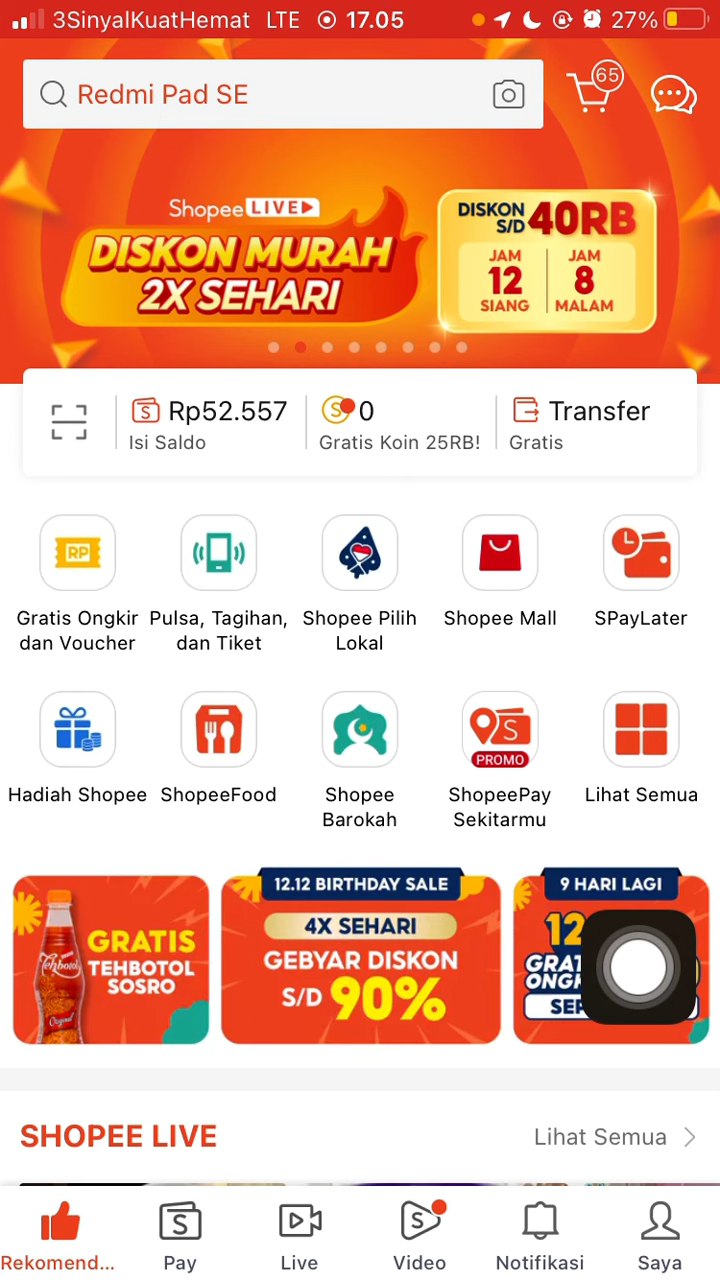 3SinyalKuatHemat LTE 17.05 27%
Redmi Pad SE
65
Shopee LIVE
DISKON MURAH
2X SEHARI
DISKON S/D 40RB
JAM 12 SIANG
JAM 8 MALAM
Rp52.557
Isi Saldo
0
Gratis Koin 25RB!
Transfer
Gratis
RP
Gratis Ongkir dan Voucher
Pulsa, Tagihan, dan Tiket
Shopee Pilih Lokal
Shopee Mall
SPayLater
PROMO
Hadiah Shopee
ShopeeFood
Shopee Barokah
ShopeePay Sekitarmu
Lihat Semua
Tehbotol
Original
GRATIS
TEHBOTOL
SOSRO
12.12 BIRTHDAY SALE
4X SEHARI
GEBYAR DISKON
S/D 90%
9 HARI LAGI
12
SHOPEE LIVE
Lihat Semua
Rekomend...
Pay
Live
Video
Notifikasi
Saya